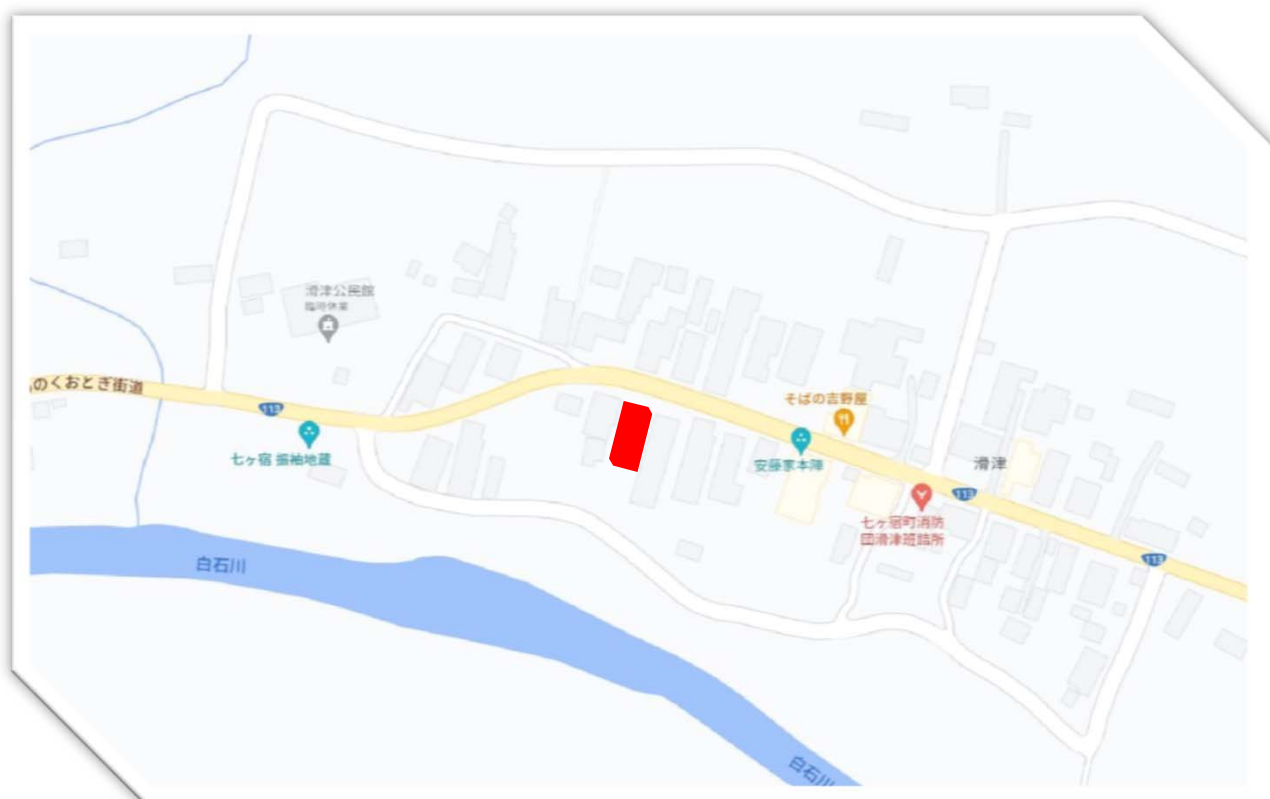 滑津公民館
臨時休業
みのくおとぎ街道
113
七ヶ宿 振袖地蔵
そばの吉野屋
安藤家本陣
滑津
113
七ヶ宿町消防
団滑津班詰所
113
白石川
白石川